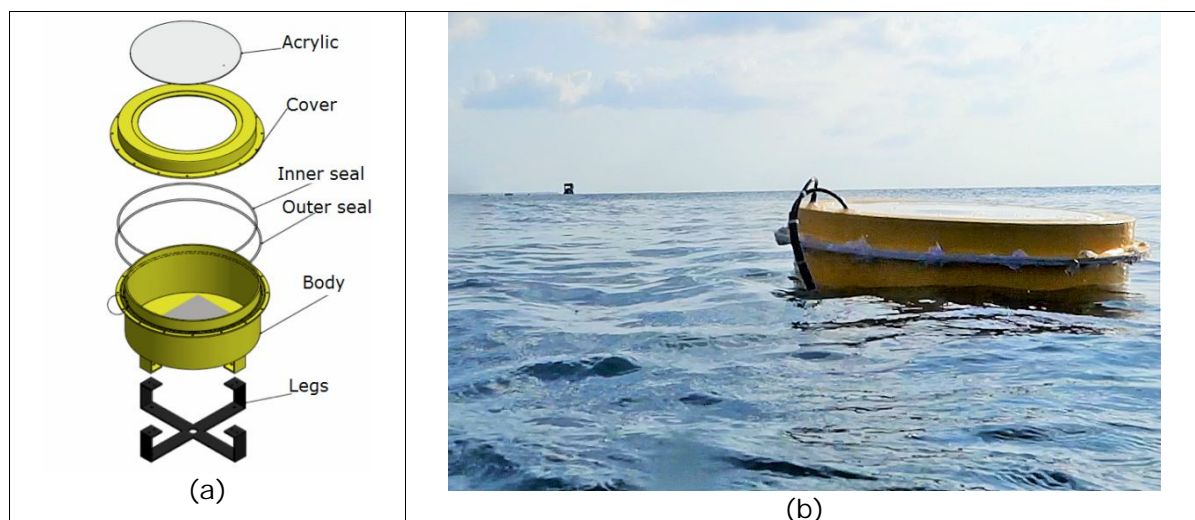 Acrylic
Cover
Inner seal
Outer seal
Body
Legs
(a)
(b)